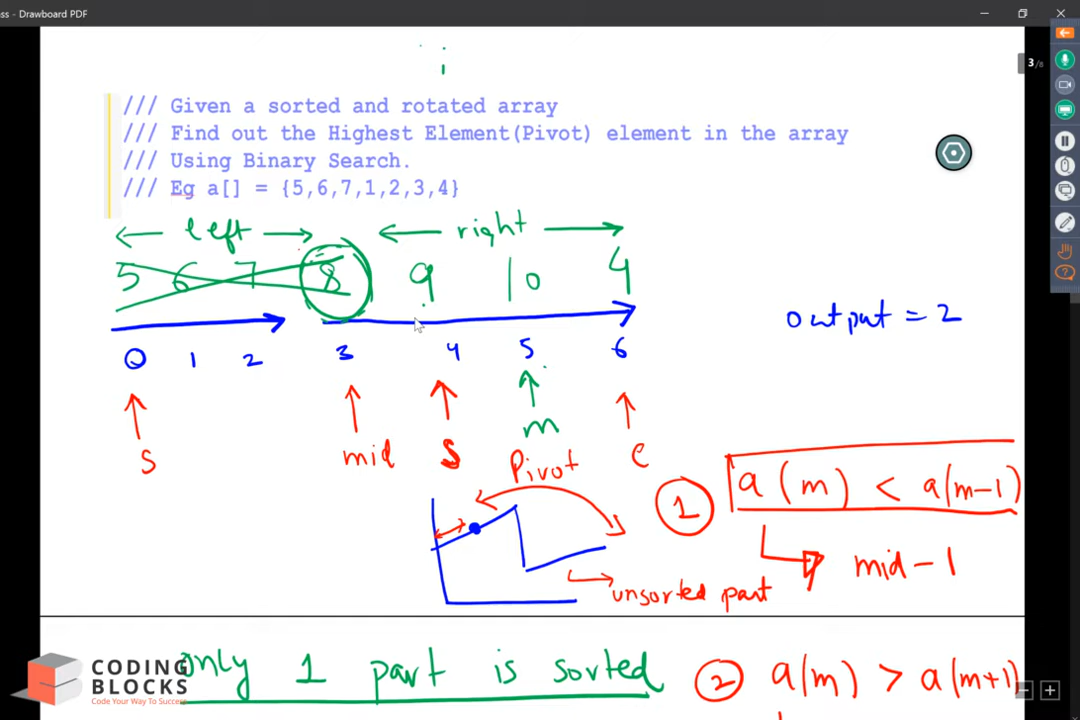 ss - Drawboard PDF
3/8
i
/// Given a sorted and rotated array
/// Find out the Highest Element(Pivot) element in the array
/// Using Binary Search.
/// Eg a[] = {5,6,7,1,2,3,4}
left right
5 6 7 8 9 10 4
output = 2
0 1 2 3 4 5 6
s mid s m e
Pivot
1 a(m) < a(m-1)
mid-1
unsorted part
only 1 part is sorted
2 a(m) > a(m+1)
CODING
BLOCKS
Code Your Way To Success